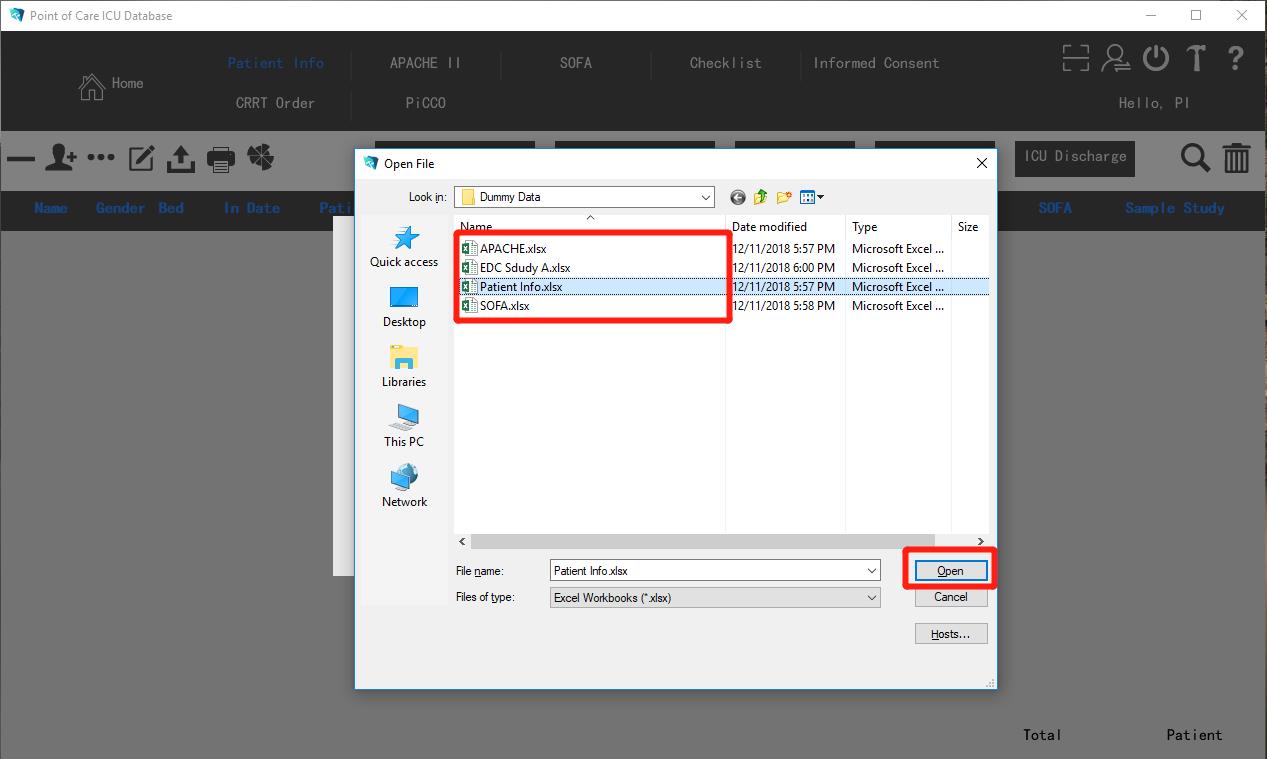 Point of Care ICU Database
Patient Info APACHE II SOFA Checklist Informed Consent
Home
CRRT Order PiCCO Hello, PI
ICU Discharge
Open File
Look in: Dummy Data
Name Gender Bed In Date Pati SOFA Sample Study
Name Date modified Type Size
APACHE.xlsx 12/11/2018 5:57 PM Microsoft Excel ...
EDC Sdudy A.xlsx 12/11/2018 6:00 PM Microsoft Excel ...
Patient Info.xlsx 12/11/2018 5:57 PM Microsoft Excel ...
SOFA.xlsx 12/11/2018 5:58 PM Microsoft Excel ...
Quick access
Desktop
Libraries
This PC
Network
File name: Patient Info.xlsx Open
Files of type: Excel Workbooks (*.xlsx) Cancel
Hosts...
Total Patient